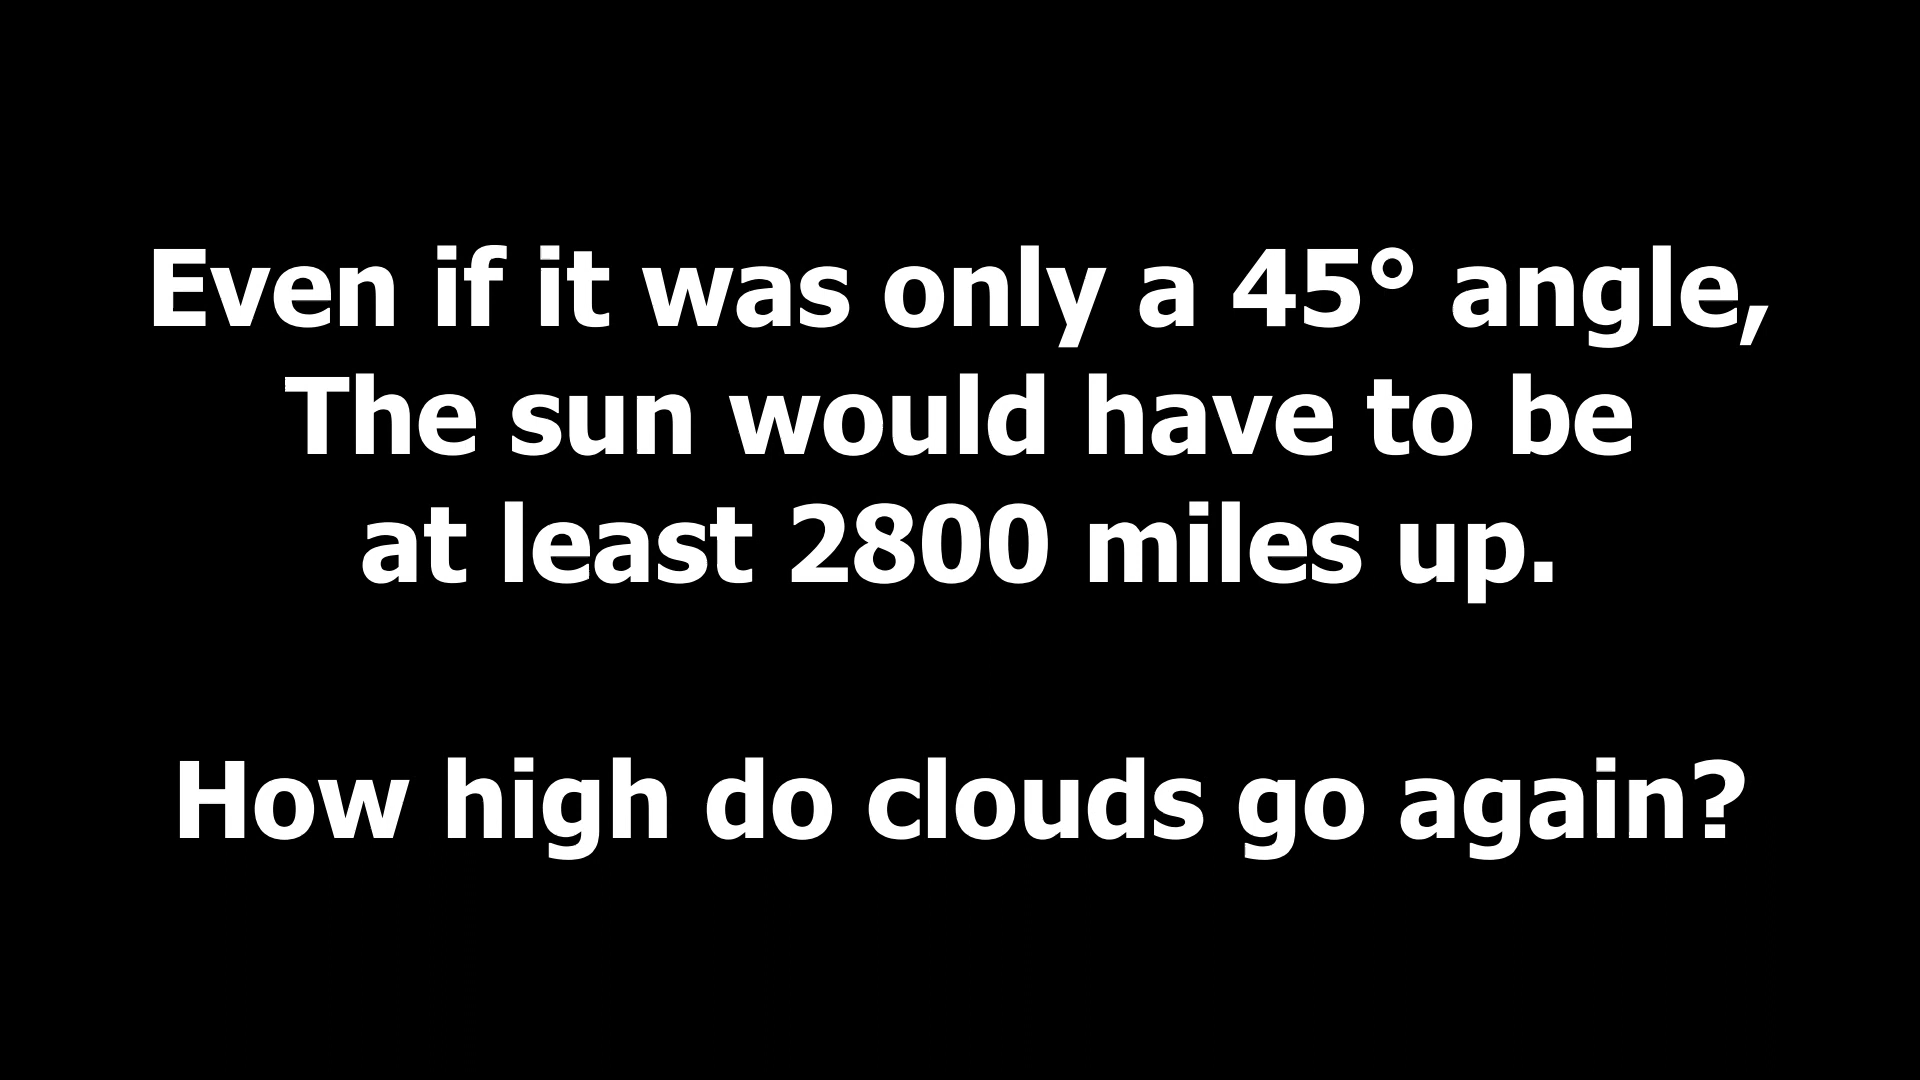 Even if it was only a 45° angle,
The sun would have to be
at least 2800 miles up.
How high do clouds go again?